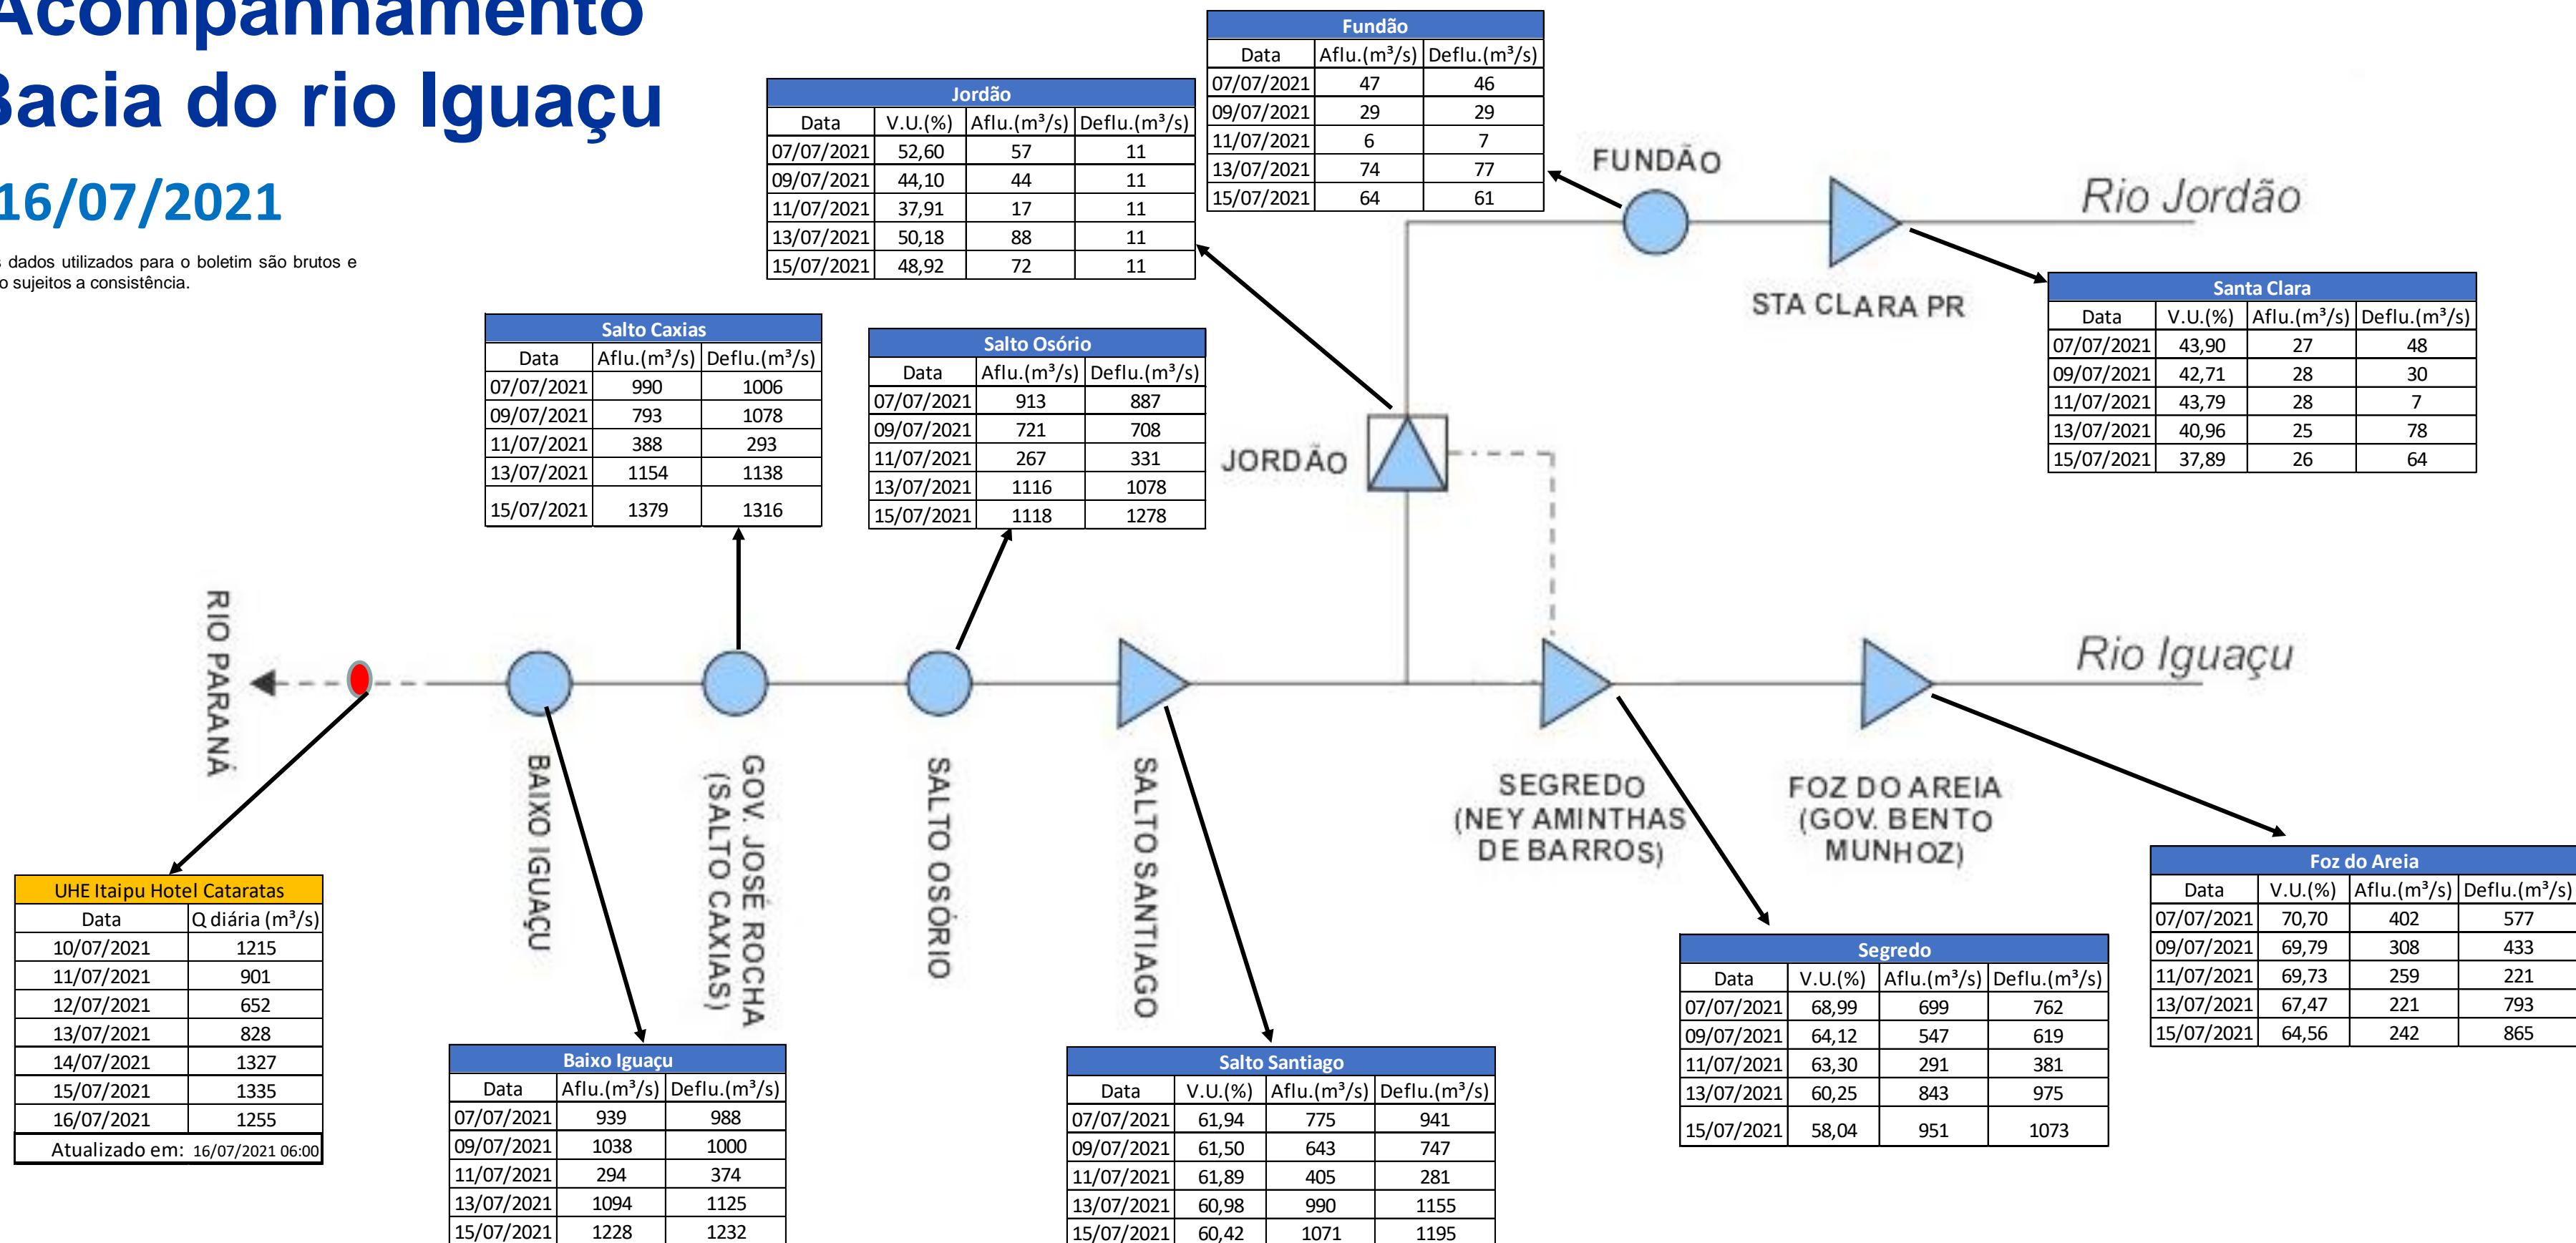 Acompanhamento
Bacia do rio Iguaçu
16/07/2021
s dados utilizados para o boletim são brutos e
o sujeitos a consistência.
Fundão
Data Aflu.(m³/s) Deflu.(m³/s)
07/07/2021 47 46
09/07/2021 29 29
11/07/2021 6 7
13/07/2021 74 77
15/07/2021 64 61
Jordão
Data V.U.(%) Aflu.(m³/s) Deflu.(m³/s)
07/07/2021 52,60 57 11
09/07/2021 44,10 44 11
11/07/2021 37,91 17 11
13/07/2021 50,18 88 11
15/07/2021 48,92 72 11
FUNDÃO
Rio Jordão
STA CLARA PR
Santa Clara
Data V.U.(%) Aflu.(m³/s) Deflu.(m³/s)
07/07/2021 43,90 27 48
09/07/2021 42,71 28 30
11/07/2021 43,79 28 7
13/07/2021 40,96 25 78
15/07/2021 37,89 26 64
Salto Caxias
Data Aflu.(m³/s) Deflu.(m³/s)
07/07/2021 990 1006
09/07/2021 793 1078
11/07/2021 388 293
13/07/2021 1154 1138
15/07/2021 1379 1316
Salto Osório
Data Aflu.(m³/s) Deflu.(m³/s)
07/07/2021 913 887
09/07/2021 721 708
11/07/2021 267 331
13/07/2021 1116 1078
15/07/2021 1118 1278
JORDÃO
RIO PARANÁ
Rio Iguaçu
BAIXO IGUAÇU
GOV. JOSÉ ROCHA
(SALTO CAXIAS)
SALTO OSÓRIO
SALTO SANTIAGO
SEGREDO
(NEY AMINTHAS
DE BARROS)
FOZ DO AREIA
(GOV. BENTO
MUNHOZ)
UHE Itaipu Hotel Cataratas
Data Q diária (m³/s)
10/07/2021 1215
11/07/2021 901
12/07/2021 652
13/07/2021 828
14/07/2021 1327
15/07/2021 1335
16/07/2021 1255
Atualizado em: 16/07/2021 06:00
Baixo Iguaçu
Data Aflu.(m³/s) Deflu.(m³/s)
07/07/2021 939 988
09/07/2021 1038 1000
11/07/2021 294 374
13/07/2021 1094 1125
15/07/2021 1228 1232
Salto Santiago
Data V.U.(%) Aflu.(m³/s) Deflu.(m³/s)
07/07/2021 61,94 775 941
09/07/2021 61,50 643 747
11/07/2021 61,89 405 281
13/07/2021 60,98 990 1155
15/07/2021 60,42 1071 1195
Segredo
Data V.U.(%) Aflu.(m³/s) Deflu.(m³/s)
07/07/2021 68,99 699 762
09/07/2021 64,12 547 619
11/07/2021 63,30 291 381
13/07/2021 60,25 843 975
15/07/2021 58,04 951 1073
Foz do Areia
Data V.U.(%) Aflu.(m³/s) Deflu.(m³/s)
07/07/2021 70,70 402 577
09/07/2021 69,79 308 433
11/07/2021 69,73 259 221
13/07/2021 67,47 221 793
15/07/2021 64,56 242 865